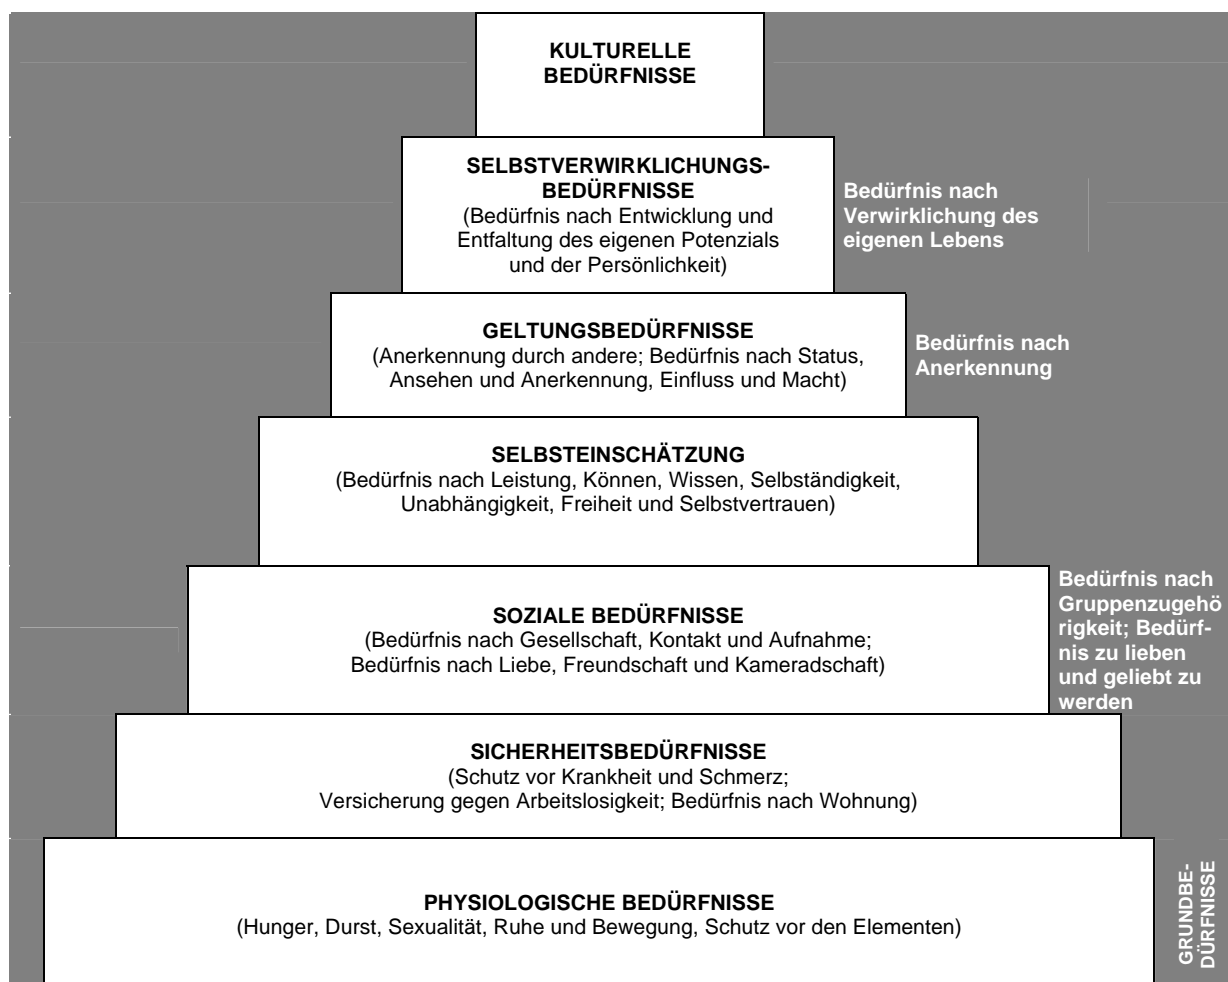 KULTURELLE
BEDÜRFNISSE
SELBSTVERWIRKLICHUNGS-
BEDÜRFNISSE
(Bedürfnis nach Entwicklung und
Entfaltung des eigenen Potenzials
und der Persönlichkeit)
Bedürfnis nach
Verwirklichung des
eigenen Lebens
GELTUNGSBEDÜRFNISSE
(Anerkennung durch andere; Bedürfnis nach Status,
Ansehen und Anerkennung, Einfluss und Macht)
Bedürfnis nach
Anerkennung
SELBSTEINSCHÄTZUNG
(Bedürfnis nach Leistung, Können, Wissen, Selbständigkeit,
Unabhängigkeit, Freiheit und Selbstvertrauen)
SOZIALE BEDÜRFNISSE
(Bedürfnis nach Gesellschaft, Kontakt und Aufnahme;
Bedürfnis nach Liebe, Freundschaft und Kameradschaft)
Bedürfnis nach
Gruppenzugehö
rigkeit; Bedürf-
nis zu lieben
und geliebt zu
werden
SICHERHEITSBEDÜRFNISSE
(Schutz vor Krankheit und Schmerz;
Versicherung gegen Arbeitslosigkeit; Bedürfnis nach Wohnung)
PHYSIOLOGISCHE BEDÜRFNISSE
(Hunger, Durst, Sexualität, Ruhe und Bewegung, Schutz vor den Elementen)
GRUNDBE-
DÜRFNISSE